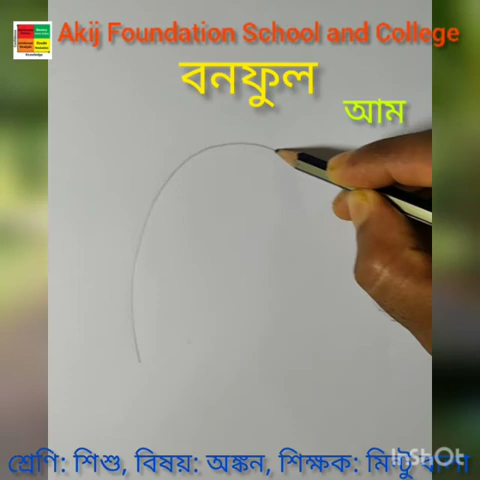 Akij Foundation School and College
বনফুল
আম
InShot
শ্রেণি: শিশু, বিষয়: অঙ্কন, শিক্ষক: